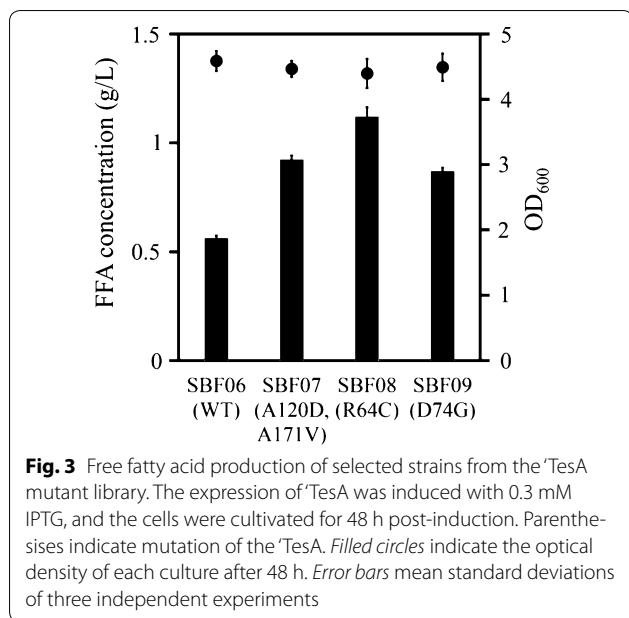 1.5
1
0.5
0
FFA concentration (g/L)
5
4
3
2
1
0
OD600
SBF06 SBF07 SBF08 SBF09
(WT) (A120D, (R64C) (D74G)
A171V)
Fig. 3 Free fatty acid production of selected strains from the ‘TesA
mutant library. The expression of ‘TesA was induced with 0.3 mM
IPTG, and the cells were cultivated for 48 h post-induction. Parenthe-
sises indicate mutation of the ‘TesA. Filled circles indicate the optical
density of each culture after 48 h. Error bars mean standard deviations
of three independent experiments